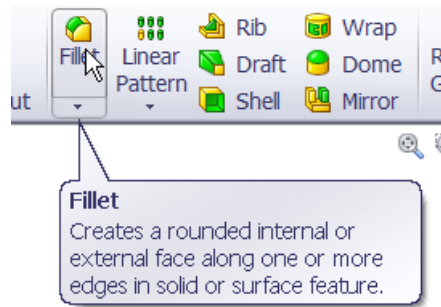 Fillet
Linear
Pattern
Rib
Draft
Shell
Wrap
Dome
Mirror
ut
R
G
Fillet
Creates a rounded internal or
external face along one or more
edges in solid or surface feature.